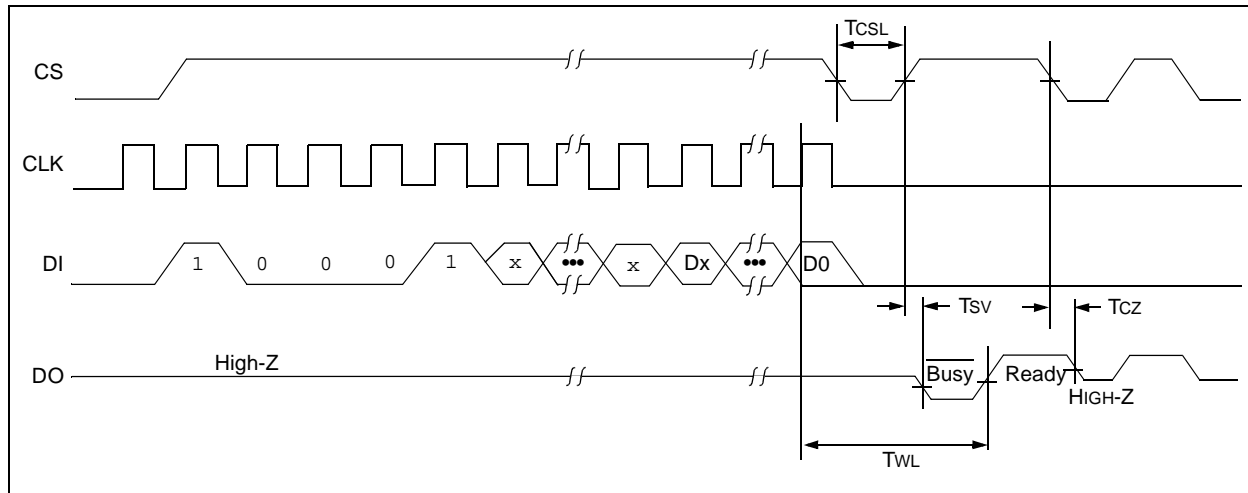 TCSL
CS
CLK
DI 1 0 0 0 1 x ••• x Dx ••• D0
TSV TCZ
DO High-Z Busy Ready
HIGH-Z
TWL